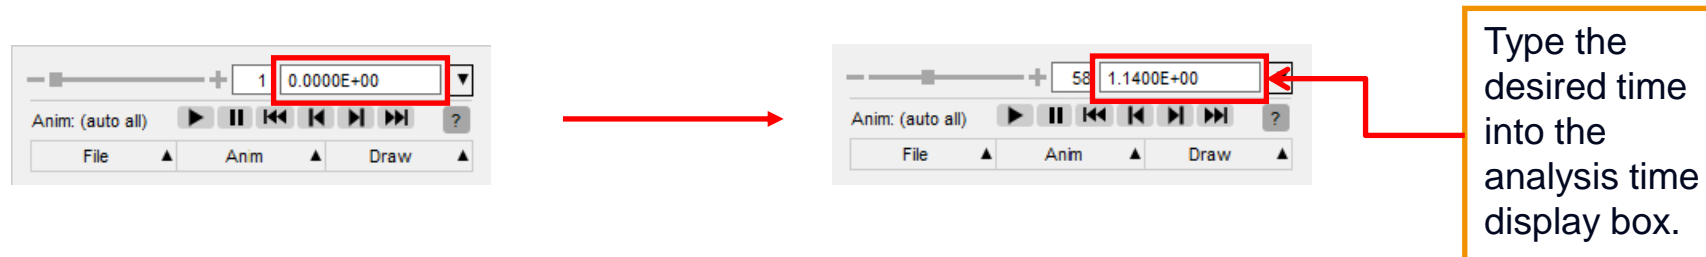 1 0.0000E+00 ▼
Anim: (auto all) ?
File ▲ Anim ▲ Draw ▲
58 1.1400E+00
Anim: (auto all) ?
File ▲ Anim ▲ Draw ▲
Type the
desired time
into the
analysis time
display box.